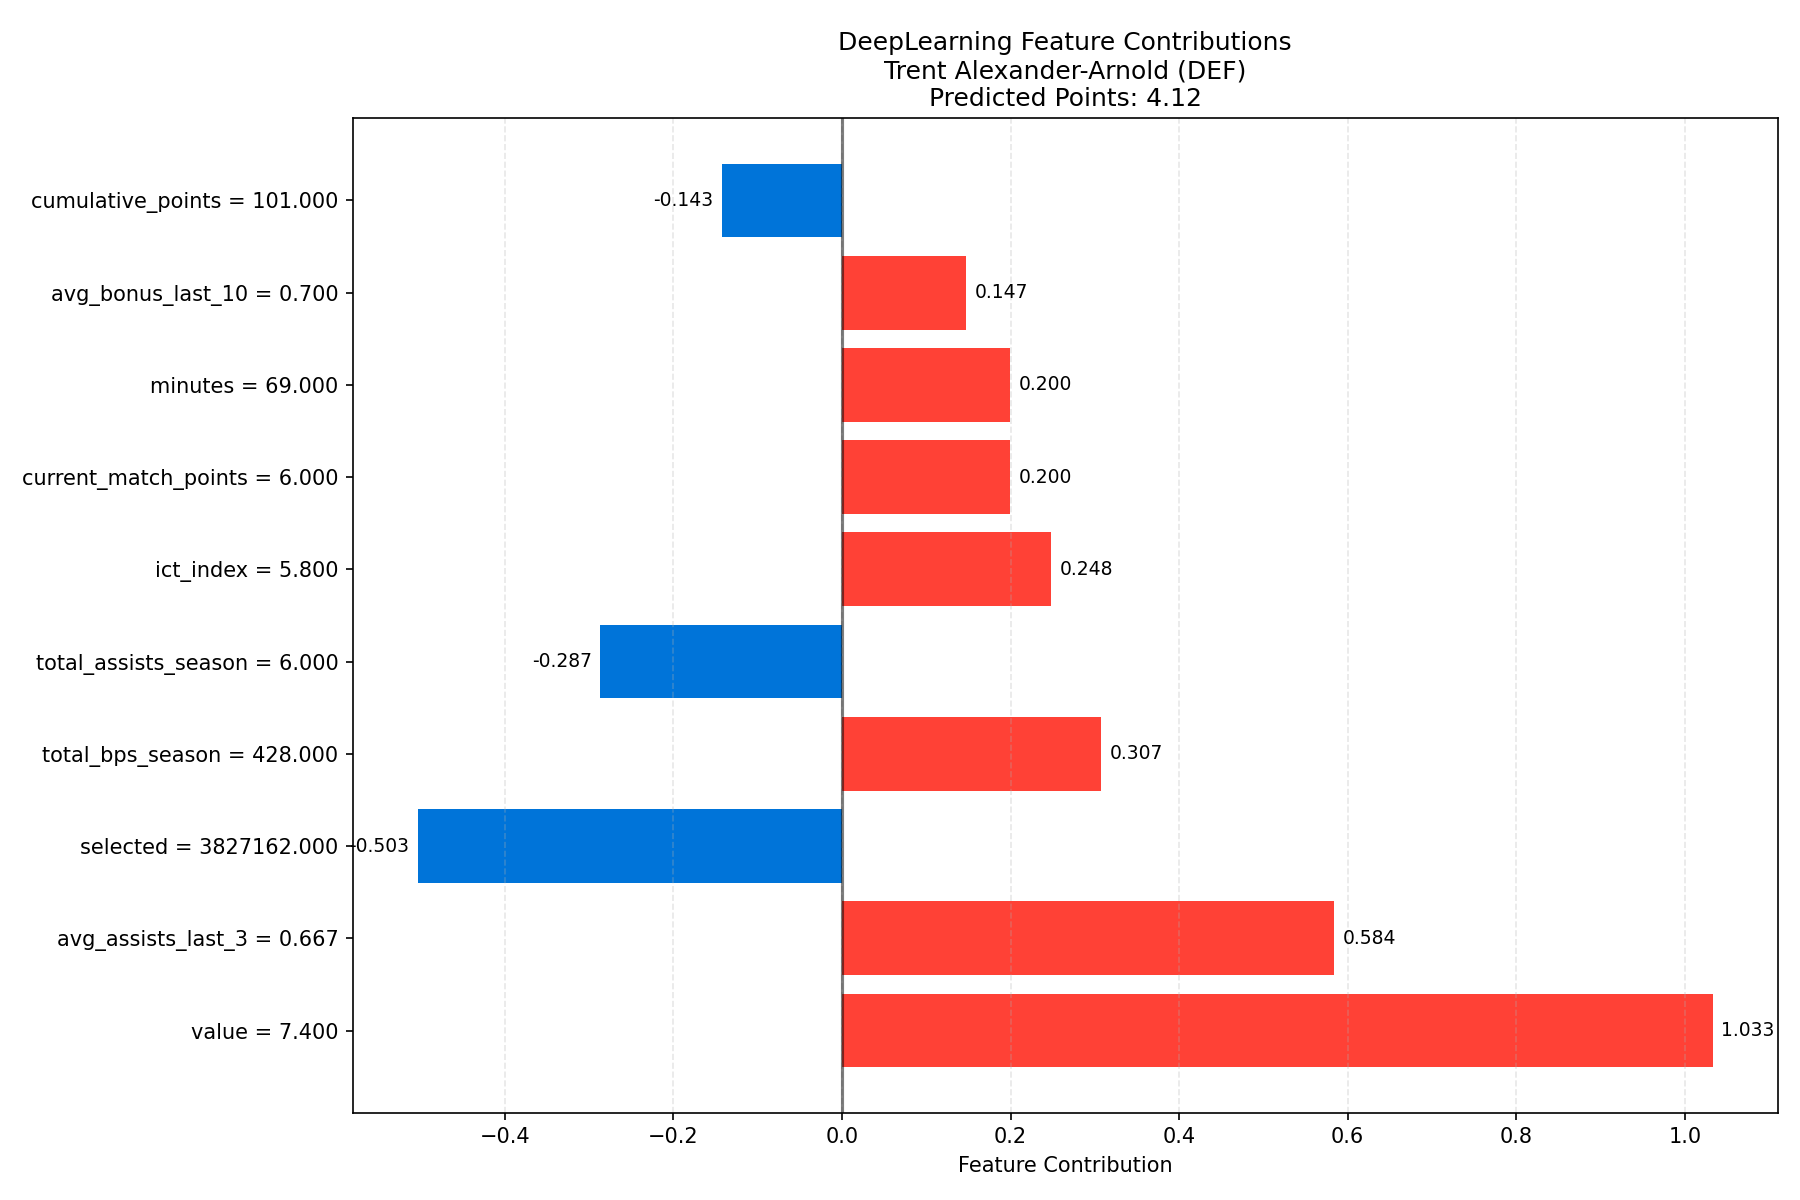 DeepLearning Feature Contributions
Trent Alexander-Arnold (DEF)
Predicted Points: 4.12
cumulative_points = 101.000
-0.143
avg_bonus_last_10 = 0.700
0.147
minutes = 69.000
0.200
current_match_points = 6.000
0.200
ict_index = 5.800
0.248
total_assists_season = 6.000
-0.287
total_bps_season = 428.000
0.307
selected = 3827162.000
-0.503
avg_assists_last_3 = 0.667
0.584
value = 7.400
1.033
−0.4 −0.2 0.0 0.2 0.4 0.6 0.8 1.0
Feature Contribution